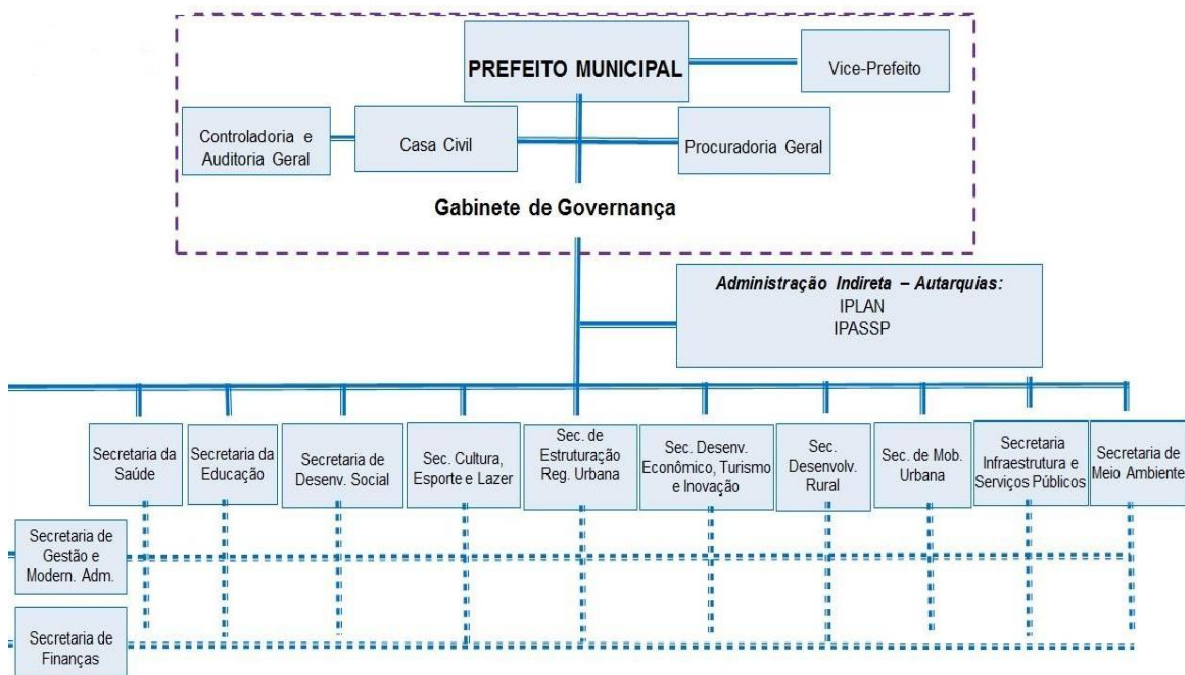 PREFEITO MUNICIPAL
Vice-Prefeito
Controladoria e
Auditoria Geral
Casa Civil
Procuradoria Geral
Gabinete de Governança
Administração Indireta – Autarquias:
IPLAN
IPASSP
Secretaria da
Saúde
Secretaria da
Educação
Secretaria de
Desenv. Social
Sec. Cultura,
Esporte e Lazer
Sec. de
Estruturação
Reg. Urbana
Sec. Desenv.
Econômico, Turismo
e Inovação
Sec.
Desenvolv.
Rural
Sec. de Mob.
Urbana
Secretaria
Infraestrutura e
Serviços Públicos
Secretaria de
Meio Ambiente
Secretaria de
Gestão e
Modern. Adm.
Secretaria de
Finanças